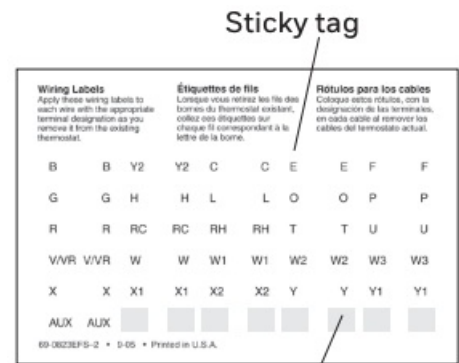 Sticky tag
Wiring Labels
Apply these wiring labels to
each wire with the appropriate
terminal designation as you
remove it from the existing
thermostat.
Étiquettes de fils
Lorsque vous retirez les fils des
bornes du thermostat existant,
collez ces étiquettes sur
chaque fil correspondant à la
lettre de la borne.
Rótulos para los cables
Coloque estos rótulos, con la
designación de las terminales,
en cada cable al remover los
cables del termostato actual.
B B Y2 Y2 C C E E F F
G G H H L L O O P P
R R RC RC RH RH T T U U
V/VR V/VR W W W1 W1 W2 W2 W3 W3
X X X1 X1 X2 X2 Y Y Y1 Y1
AUX AUX
69-0823EFS-2 • 0-05 • Printed in U.S.A.